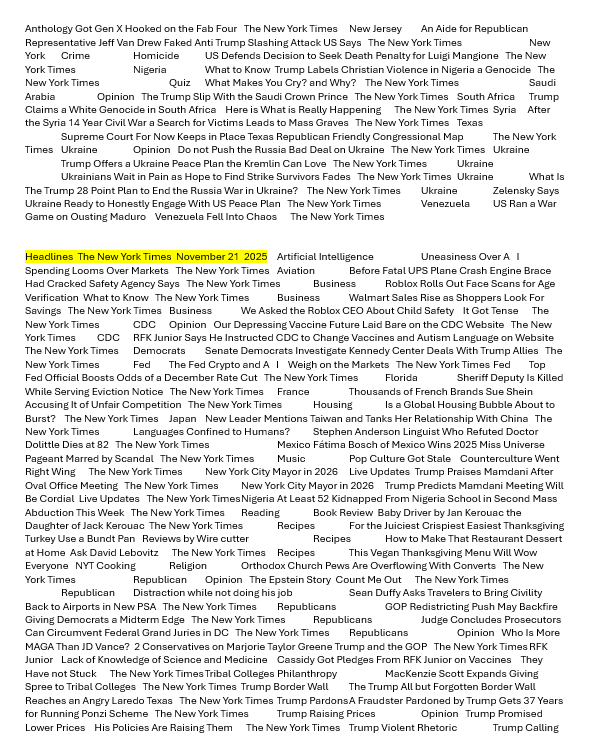 Anthology Got Gen X Hooked on the Fab Four The New York Times New Jersey An Aide for Republican
Representative Jeff Van Drew Faked Anti Trump Slashing Attack US Says The New York Times New
York Crime Homicide US Defends Decision to Seek Death Penalty for Luigi Mangione The New
York Times Nigeria What to Know Trump Labels Christian Violence in Nigeria a Genocide The
New York Times Quiz What Makes You Cry? and Why? The New York Times Saudi
Arabia Opinion The Trump Slip With the Saudi Crown Prince The New York Times South Africa Trump
Claims a White Genocide in South Africa Here is What is Really Happening The New York Times Syria After
the Syria 14 Year Civil War a Search for Victims Leads to Mass Graves The New York Times Texas
Supreme Court For Now Keeps in Place Texas Republican Friendly Congressional Map The New York
Times Ukraine Opinion Do not Push the Russia Bad Deal on Ukraine The New York Times Ukraine
Trump Offers a Ukraine Peace Plan the Kremlin Can Love The New York Times Ukraine
Ukrainians Wait in Pain as Hope to Find Strike Survivors Fades The New York Times Ukraine What Is
The Trump 28 Point Plan to End the Russia War in Ukraine? The New York Times Ukraine Zelensky Says
Ukraine Ready to Honestly Engage With US Peace Plan The New York Times Venezuela US Ran a War
Game on Ousting Maduro Venezuela Fell Into Chaos The New York Times
Headlines The New York Times November 21 2025 Artificial Intelligence Uneasiness Over A I
Spending Looms Over Markets The New York Times Aviation Before Fatal UPS Plane Crash Engine Brace
Had Cracked Safety Agency Says The New York Times Business Roblox Rolls Out Face Scans for Age
Verification What to Know The New York Times Business Walmart Sales Rise as Shoppers Look For
Savings The New York Times Business We Asked the Roblox CEO About Child Safety It Got Tense The
New York Times CDC Opinion Our Depressing Vaccine Future Laid Bare on the CDC Website The New
York Times CDC RFK Junior Says He Instructed CDC to Change Vaccines and Autism Language on Website
The New York Times Democrats Senate Democrats Investigate Kennedy Center Deals With Trump Allies The
New York Times Fed The Fed Crypto and A I Weigh on the Markets The New York Times Fed Top
Fed Official Boosts Odds of a December Rate Cut The New York Times Florida Sheriff Deputy Is Killed
While Serving Eviction Notice The New York Times France Thousands of French Brands Sue Shein
Accusing It of Unfair Competition The New York Times Housing Is a Global Housing Bubble About to
Burst? The New York Times Japan New Leader Mentions Taiwan and Tanks Her Relationship With China The
New York Times Languages Confined to Humans? Stephen Anderson Linguist Who Refuted Doctor
Dolittle Dies at 82 The New York Times Mexico Fátima Bosch of Mexico Wins 2025 Miss Universe
Pageant Marred by Scandal The New York Times Music Pop Culture Got Stale Counterculture Went
Right Wing The New York Times New York City Mayor in 2026 Live Updates Trump Praises Mamdani After
Oval Office Meeting The New York Times New York City Mayor in 2026 Trump Predicts Mamdani Meeting Will
Be Cordial Live Updates The New York TimesNigeria At Least 52 Kidnapped From Nigeria School in Second Mass
Abduction This Week The New York Times Reading Book Review Baby Driver by Jan Kerouac the
Daughter of Jack Kerouac The New York Times Recipes For the Juiciest Crispiest Easiest Thanksgiving
Turkey Use a Bundt Pan Reviews by Wire cutter Recipes How to Make That Restaurant Dessert
at Home Ask David Lebovitz The New York Times Recipes This Vegan Thanksgiving Menu Will Wow
Everyone NYT Cooking Religion Orthodox Church Pews Are Overflowing With Converts The New
York Times Republican Opinion The Epstein Story Count Me Out The New York Times
Republican Distraction while not doing his job Sean Duffy Asks Travelers to Bring Civility
Back to Airports in New PSA The New York Times Republicans GOP Redistricting Push May Backfire
Giving Democrats a Midterm Edge The New York Times Republicans Judge Concludes Prosecutors
Can Circumvent Federal Grand Juries in DC The New York Times Republicans Opinion Who Is More
MAGA Than JD Vance? 2 Conservatives on Marjorie Taylor Greene Trump and the GOP The New York Times RFK
Junior Lack of Knowledge of Science and Medicine Cassidy Got Pledges From RFK Junior on Vaccines They
Have not Stuck The New York Times Tribal Colleges Philanthropy MacKenzie Scott Expands Giving
Spree to Tribal Colleges The New York Times Trump Border Wall The Trump All but Forgotten Border Wall
Reaches an Angry Laredo Texas The New York Times Trump PardonsA Fraudster Pardoned by Trump Gets 37 Years
for Running Ponzi Scheme The New York Times Trump Raising Prices Opinion Trump Promised
Lower Prices His Policies Are Raising Them The New York Times Trump Violent Rhetoric Trump Calling